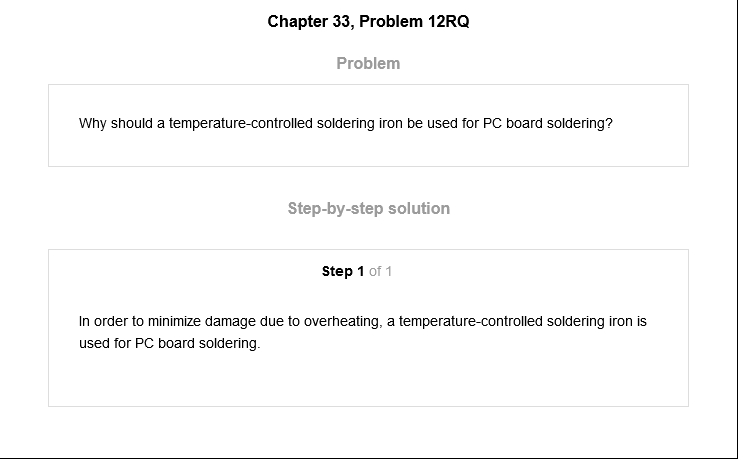 Chapter 33, Problem 12RQ
Problem
Why should a temperature-controlled soldering iron be used for PC board soldering?
Step-by-step solution
Step 1 of 1
In order to minimize damage due to overheating, a temperature-controlled soldering iron is
used for PC board soldering.